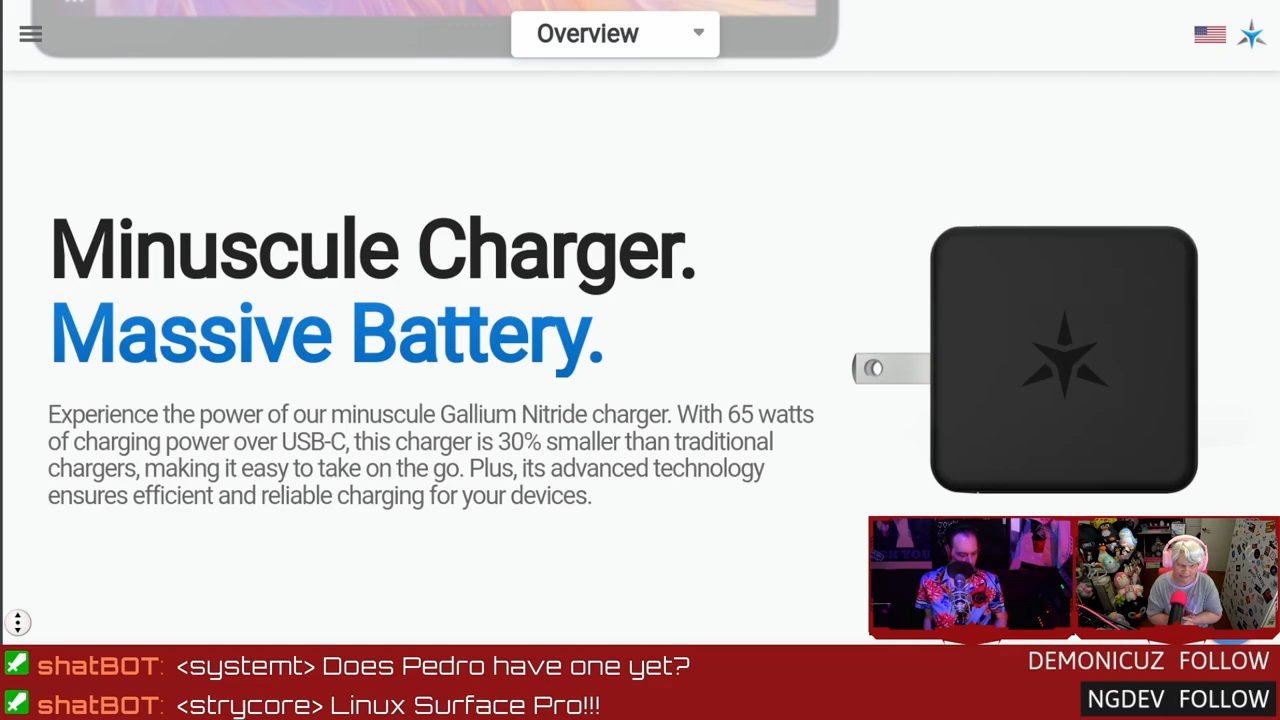 Overview
Minuscule Charger.
Massive Battery.
Experience the power of our minuscule Gallium Nitride charger. With 65 watts
of charging power over USB-C, this charger is 30% smaller than traditional
chargers, making it easy to take on the go. Plus, its advanced technology
ensures efficient and reliable charging for your devices.
shatBOT: <systemt> Does Pedro have one yet?
shatBOT: <strycore> Linux Surface Pro!!!
DEMONICUZ FOLLOW
NGDEV FOLLOW